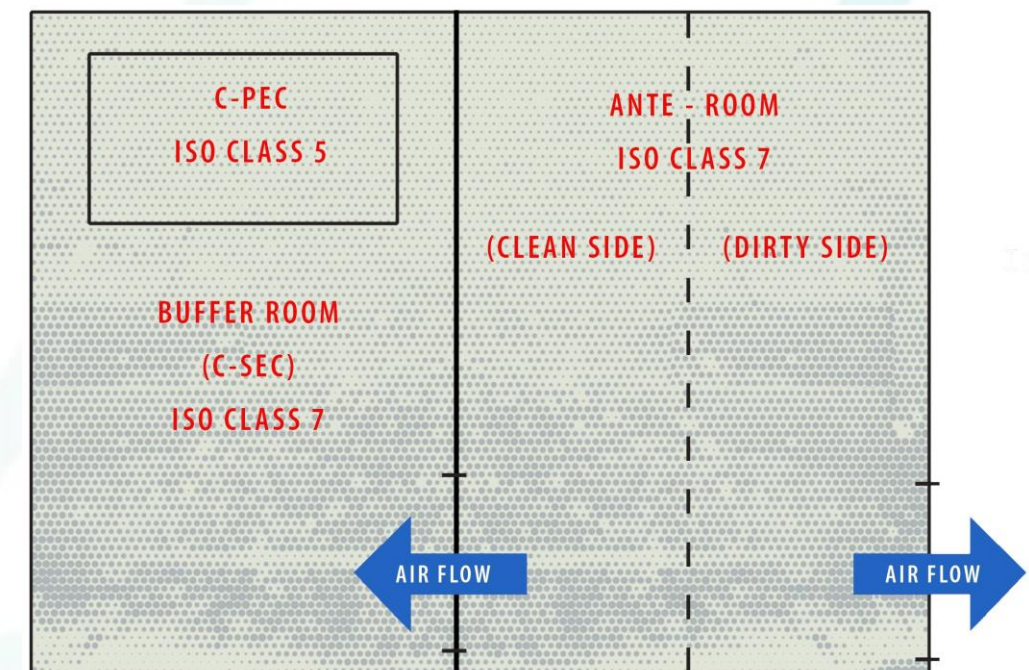 C-PEC
ISO CLASS 5
ANTE - ROOM
ISO CLASS 7
(CLEAN SIDE)
(DIRTY SIDE)
BUFFER ROOM
(C-SEC)
ISO CLASS 7
AIR FLOW
AIR FLOW